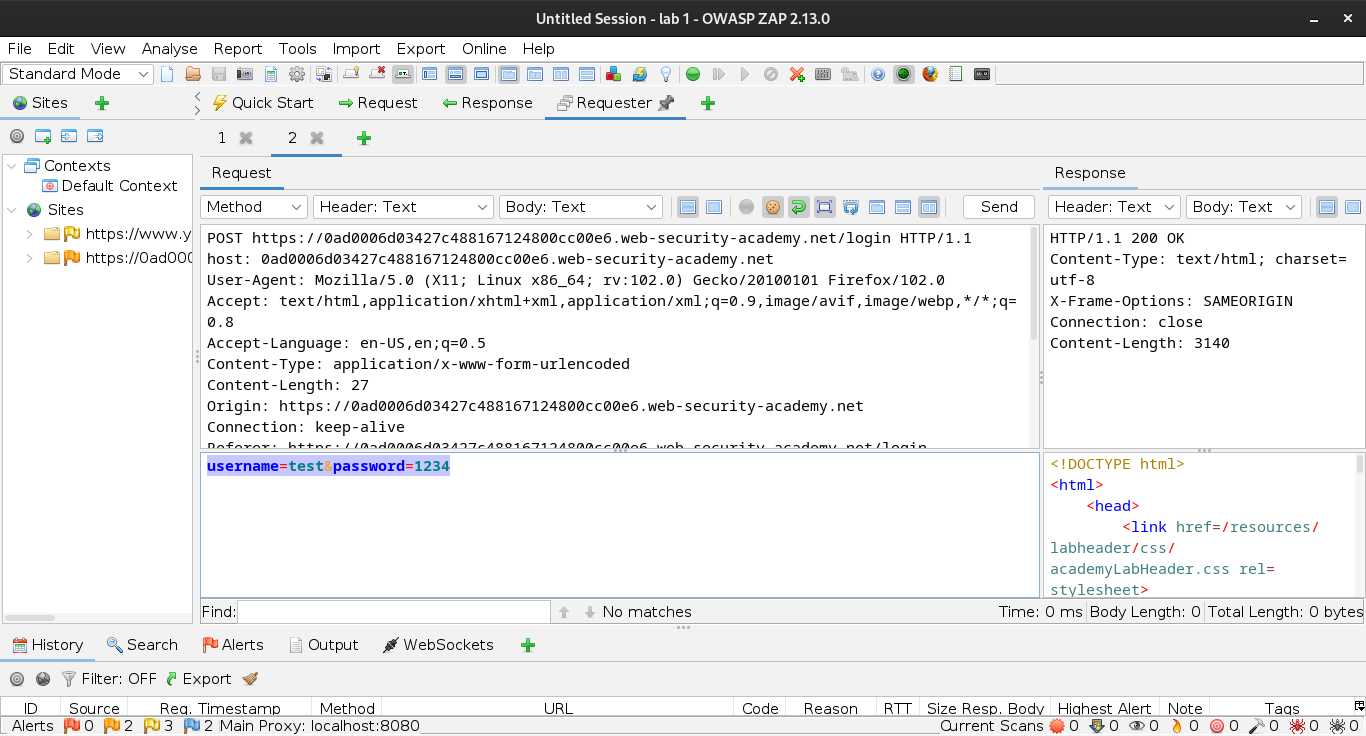 Untitled Session - lab 1 - OWASP ZAP 2.13.0
File Edit View Analyse Report Tools Import Export Online Help
Standard Mode
Sites
Quick Start Request Response Requester
1 2
Contexts
Default Context
Sites
https://www.y
https://0ad000
Request
Method Header: Text Body: Text Send
POST https://0ad0006d03427c488167124800cc00e6.web-security-academy.net/login HTTP/1.1
host: 0ad0006d03427c488167124800cc00e6.web-security-academy.net
User-Agent: Mozilla/5.0 (X11; Linux x86_64; rv:102.0) Gecko/20100101 Firefox/102.0
Accept: text/html,application/xhtml+xml,application/xml;q=0.9,image/avif,image/webp,*/*;q=
0.8
Accept-Language: en-US,en;q=0.5
Content-Type: application/x-www-form-urlencoded
Content-Length: 27
Origin: https://0ad0006d03427c488167124800cc00e6.web-security-academy.net
Connection: keep-alive
Referer: https://0ad0006d03427c488167124800cc00e6.web-security-academy.net/login
username=test&password=1234
Response
Header: Text Body: Text
HTTP/1.1 200 OK
Content-Type: text/html; charset=
utf-8
X-Frame-Options: SAMEORIGIN
Connection: close
Content-Length: 3140
<!DOCTYPE html>
<html>
<head>
<link href=/resources/
labheader/css/
academyLabHeader.css rel=
stylesheet>
Find: No matches Time: 0 ms Body Length: 0 Total Length: 0 bytes
History Search Alerts Output WebSockets
Filter: OFF Export
ID Source Req. Timestamp Method URL Code Reason RTT Size Resp. Body Highest Alert Note Tags
Alerts 0 2 3 2 Main Proxy: localhost:8080 Current Scans 0 0 0 0 0 0 0 0